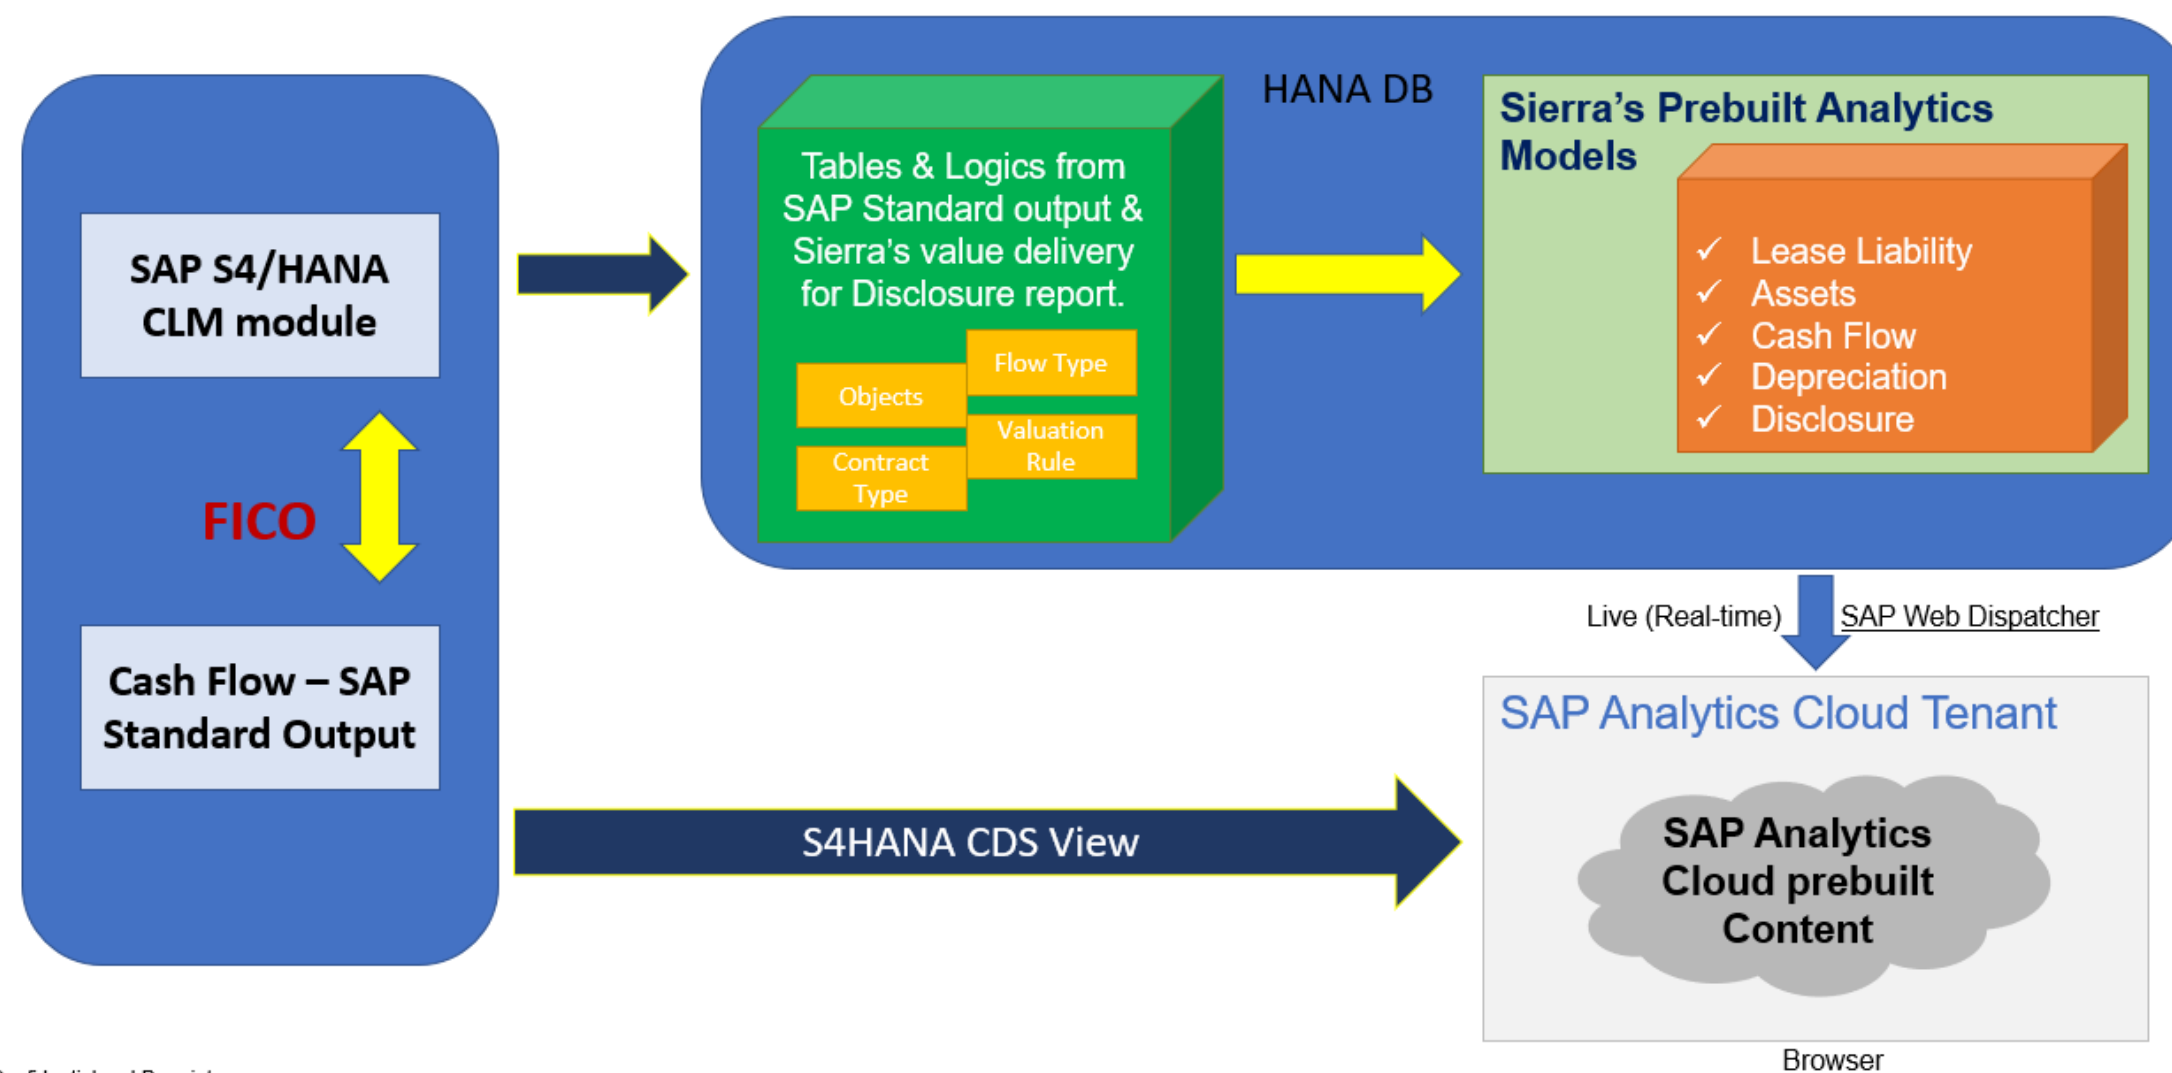 SAP S4/HANA
CLM module
FICO
Cash Flow – SAP
Standard Output
HANA DB
Tables & Logics from
SAP Standard output &
Sierra’s value delivery
for Disclosure report.
Objects
Flow Type
Contract
Type
Valuation
Rule
Sierra’s Prebuilt Analytics
Models
✓ Lease Liability
✓ Assets
✓ Cash Flow
✓ Depreciation
✓ Disclosure
Live (Real-time)
SAP Web Dispatcher
S4HANA CDS View
SAP Analytics Cloud Tenant
SAP Analytics
Cloud prebuilt
Content
Browser